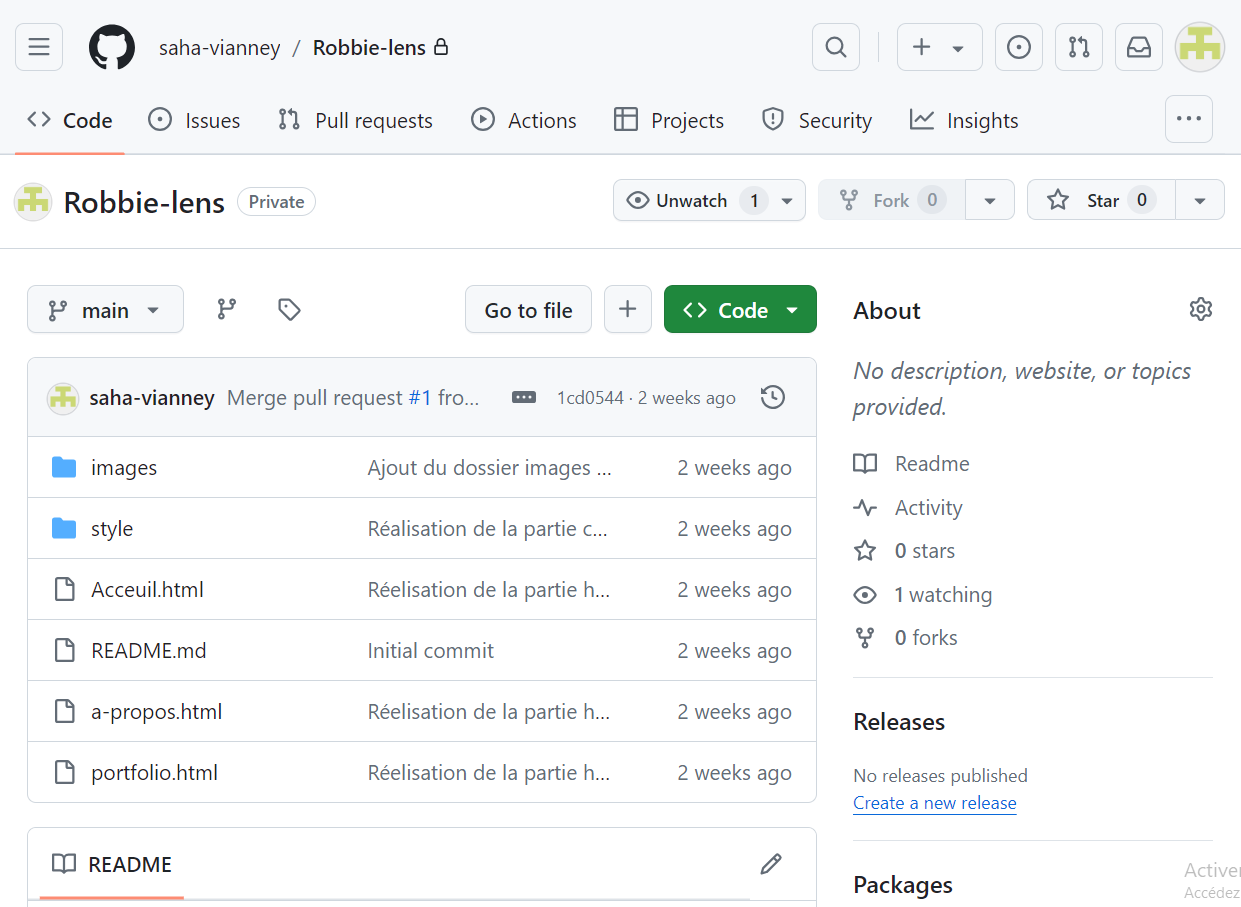 saha-vianney / Robbie-lens
Code Issues Pull requests Actions Projects Security Insights
Robbie-lens Private Unwatch 1 Fork 0 Star 0
main Go to file Code
saha-vianney Merge pull request #1 fro... 1cd0544 · 2 weeks ago
images Ajout du dossier images ... 2 weeks ago
style Réalisation de la partie c... 2 weeks ago
Acceuil.html Réelisation de la partie h... 2 weeks ago
README.md Initial commit 2 weeks ago
a-propos.html Réelisation de la partie h... 2 weeks ago
portfolio.html Réelisation de la partie h... 2 weeks ago
README
About
No description, website, or topics
provided.
Readme
Activity
0 stars
1 watching
0 forks
Releases
No releases published
Create a new release
Packages
Activer
Accédez